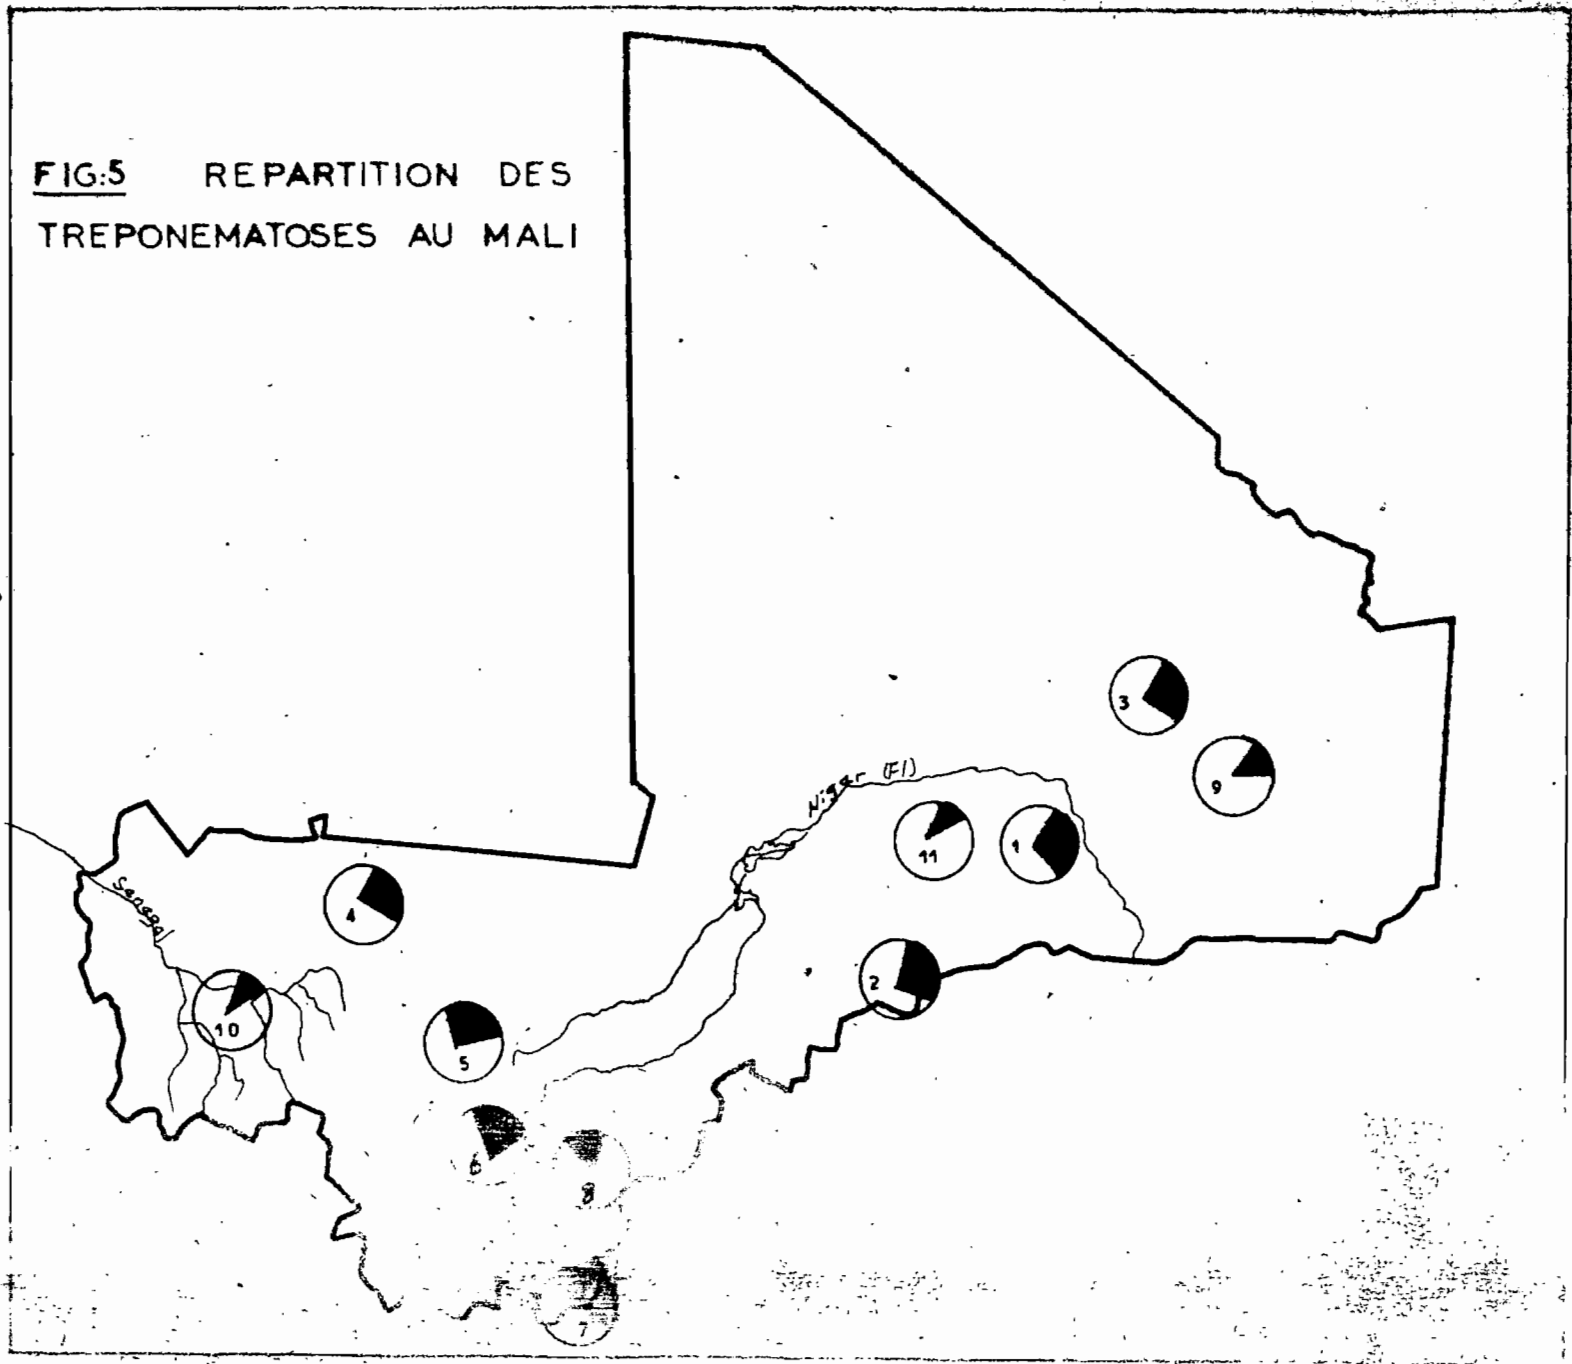 FIG:5 REPARTITION DES
TREPONEMATOSES AU MALI
3
9
Niger (Fl)
11
1
4
Senegal
2
10
5
6
8
7